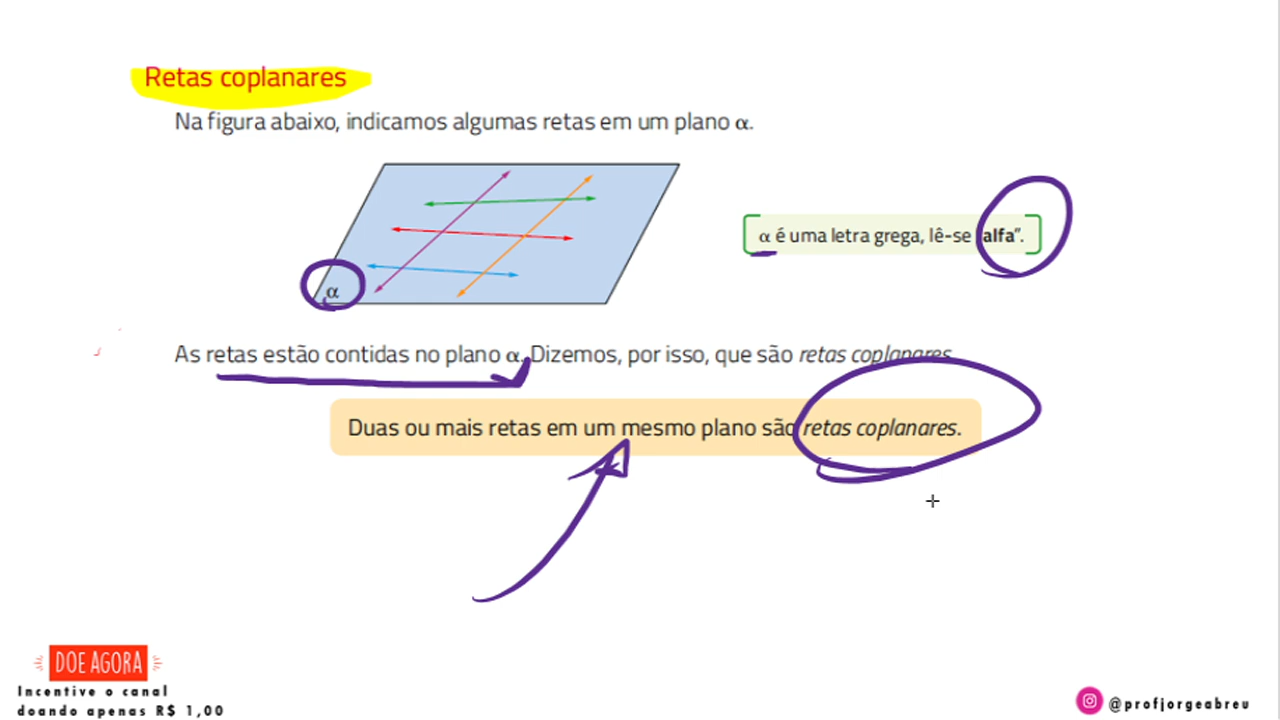 Retas coplanares
Na figura abaixo, indicamos algumas retas em um plano α.
α é uma letra grega, lê-se “alfa”.
α
As retas estão contidas no plano α. Dizemos, por isso, que são retas coplanares.
Duas ou mais retas em um mesmo plano são retas coplanares.
DOE AGORA
Incentive o canal
doando apenas R$ 1,00
@profjorgeabreu